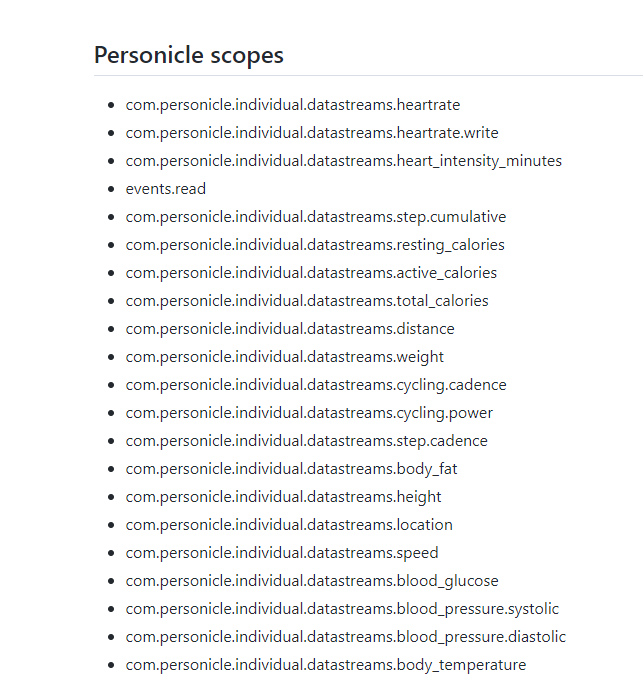 Personicle scopes
com.personicle.individual.datastreams.heartrate
com.personicle.individual.datastreams.heartrate.write
com.personicle.individual.datastreams.heart_intensity_minutes
events.read
com.personicle.individual.datastreams.step.cumulative
com.personicle.individual.datastreams.resting_calories
com.personicle.individual.datastreams.active_calories
com.personicle.individual.datastreams.total_calories
com.personicle.individual.datastreams.distance
com.personicle.individual.datastreams.weight
com.personicle.individual.datastreams.cycling.cadence
com.personicle.individual.datastreams.cycling.power
com.personicle.individual.datastreams.step.cadence
com.personicle.individual.datastreams.body_fat
com.personicle.individual.datastreams.height
com.personicle.individual.datastreams.location
com.personicle.individual.datastreams.speed
com.personicle.individual.datastreams.blood_glucose
com.personicle.individual.datastreams.blood_pressure.systolic
com.personicle.individual.datastreams.blood_pressure.diastolic
com.personicle.individual.datastreams.body_temperature